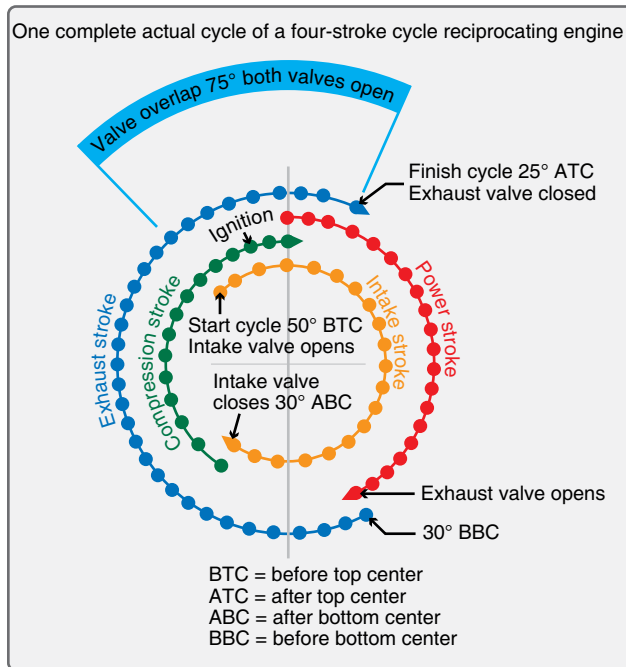 One complete actual cycle of a four-stroke cycle reciprocating engine
Valve overlap 75° both valves open
Finish cycle 25° ATC
Exhaust valve closed
Ignition
Power stroke
Intake stroke
Start cycle 50° BTC
Intake valve opens
Compression stroke
Exhaust stroke
Intake valve
closes 30° ABC
Exhaust valve opens
30° BBC
BTC = before top center
ATC = after top center
ABC = after bottom center
BBC = before bottom center